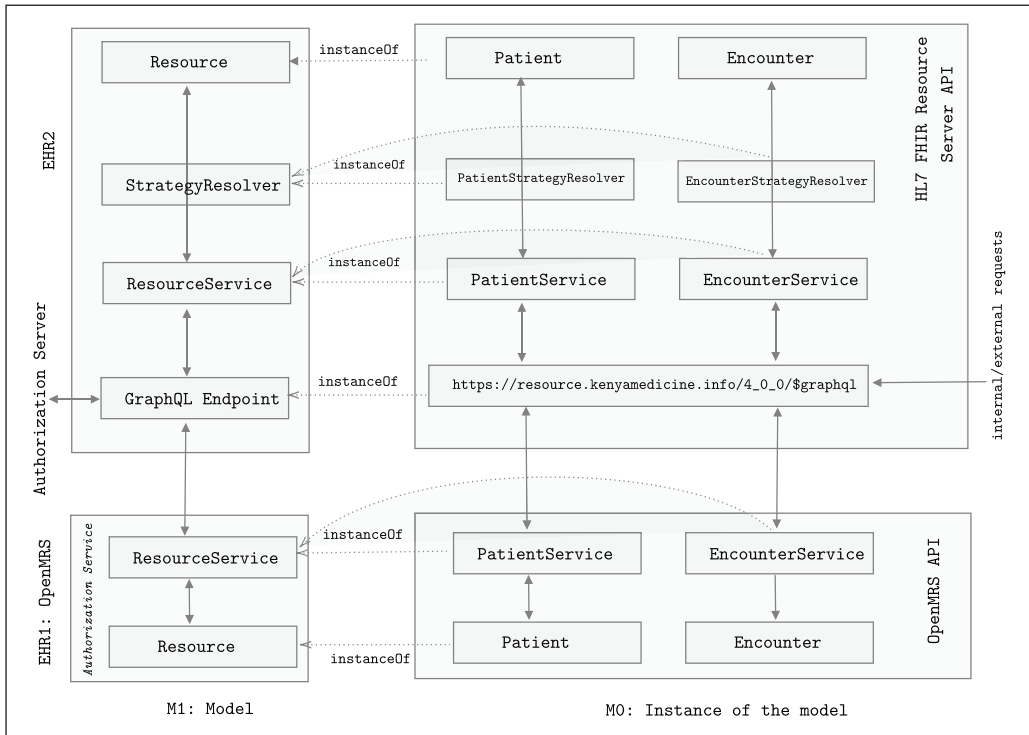 instanceOf
Resource
Patient
Encounter
HL7 FHIR Resource
Server API
EHR2
instanceOf
StrategyResolver
PatientStrategyResolver
EncounterStrategyResolver
instanceOf
ResourceService
PatientService
EncounterService
internal/external requests
Authorization Server
instanceOf
GraphQL Endpoint
https://resource.kenyamedicine.info/4_0_0/$graphql
EHR1: OpenMRS
Authorization Service
instanceOf
ResourceService
PatientService
EncounterService
OpenMRS API
Resource
Patient
Encounter
instanceOf
M1: Model
M0: Instance of the model